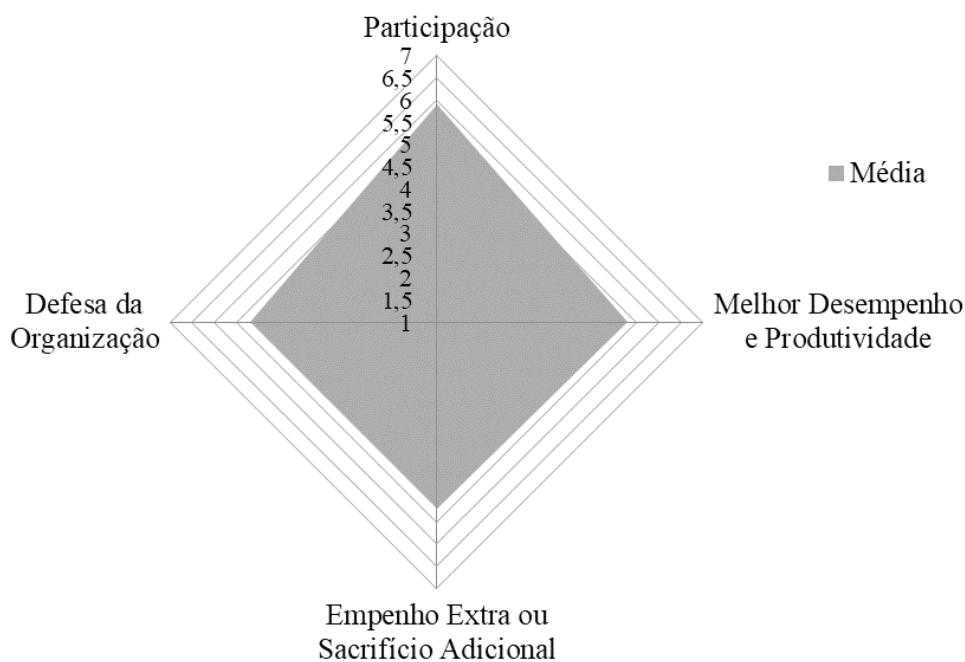 Participação
7
6,5
6
5,5
5
4,5
4
3,5
3
2,5
2
1,5
1
Média
Defesa da
Organização
Melhor Desempenho
e Produtividade
Empenho Extra ou
Sacrifício Adicional